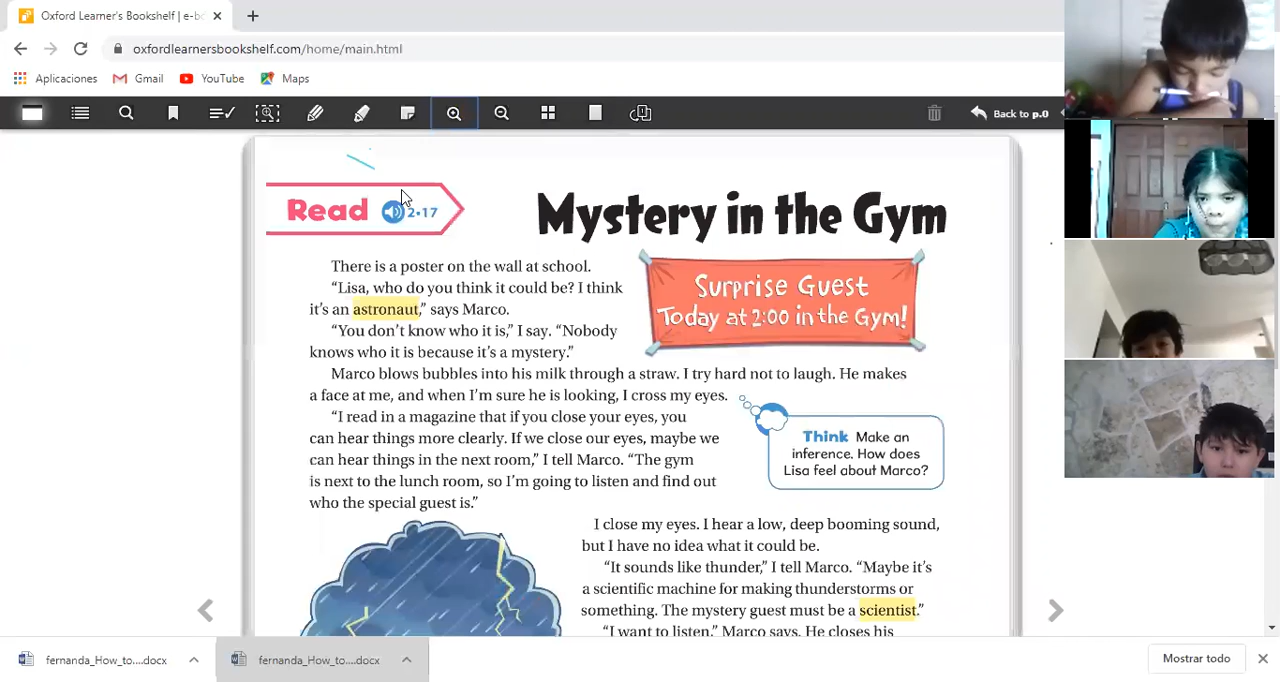 Oxford Learner's Bookshelf | e-bo
oxfordlearnersbookshelf.com/home/main.html
Aplicaciones Gmail YouTube Maps
Back to p.0
Read 2•17
Mystery in the Gym
Surprise Guest
Today at 2:00 in the Gym!
There is a poster on the wall at school.
"Lisa, who do you think it could be? I think
it's an astronaut," says Marco.
"You don't know who it is," I say. "Nobody
knows who it is because it's a mystery."
Marco blows bubbles into his milk through a straw. I try hard not to laugh. He makes
a face at me, and when I'm sure he is looking, I cross my eyes.
"I read in a magazine that if you close your eyes, you
can hear things more clearly. If we close our eyes, maybe we
can hear things in the next room," I tell Marco. "The gym
is next to the lunch room, so I'm going to listen and find out
who the special guest is."
Think Make an
inference. How does
Lisa feel about Marco?
I close my eyes. I hear a low, deep booming sound,
but I have no idea what it could be.
"It sounds like thunder," I tell Marco. "Maybe it's
a scientific machine for making thunderstorms or
something. The mystery guest must be a scientist."
"I want to listen," Marco says. He closes his
fernanda_How_to....docx fernanda_How_to....docx Mostrar todo